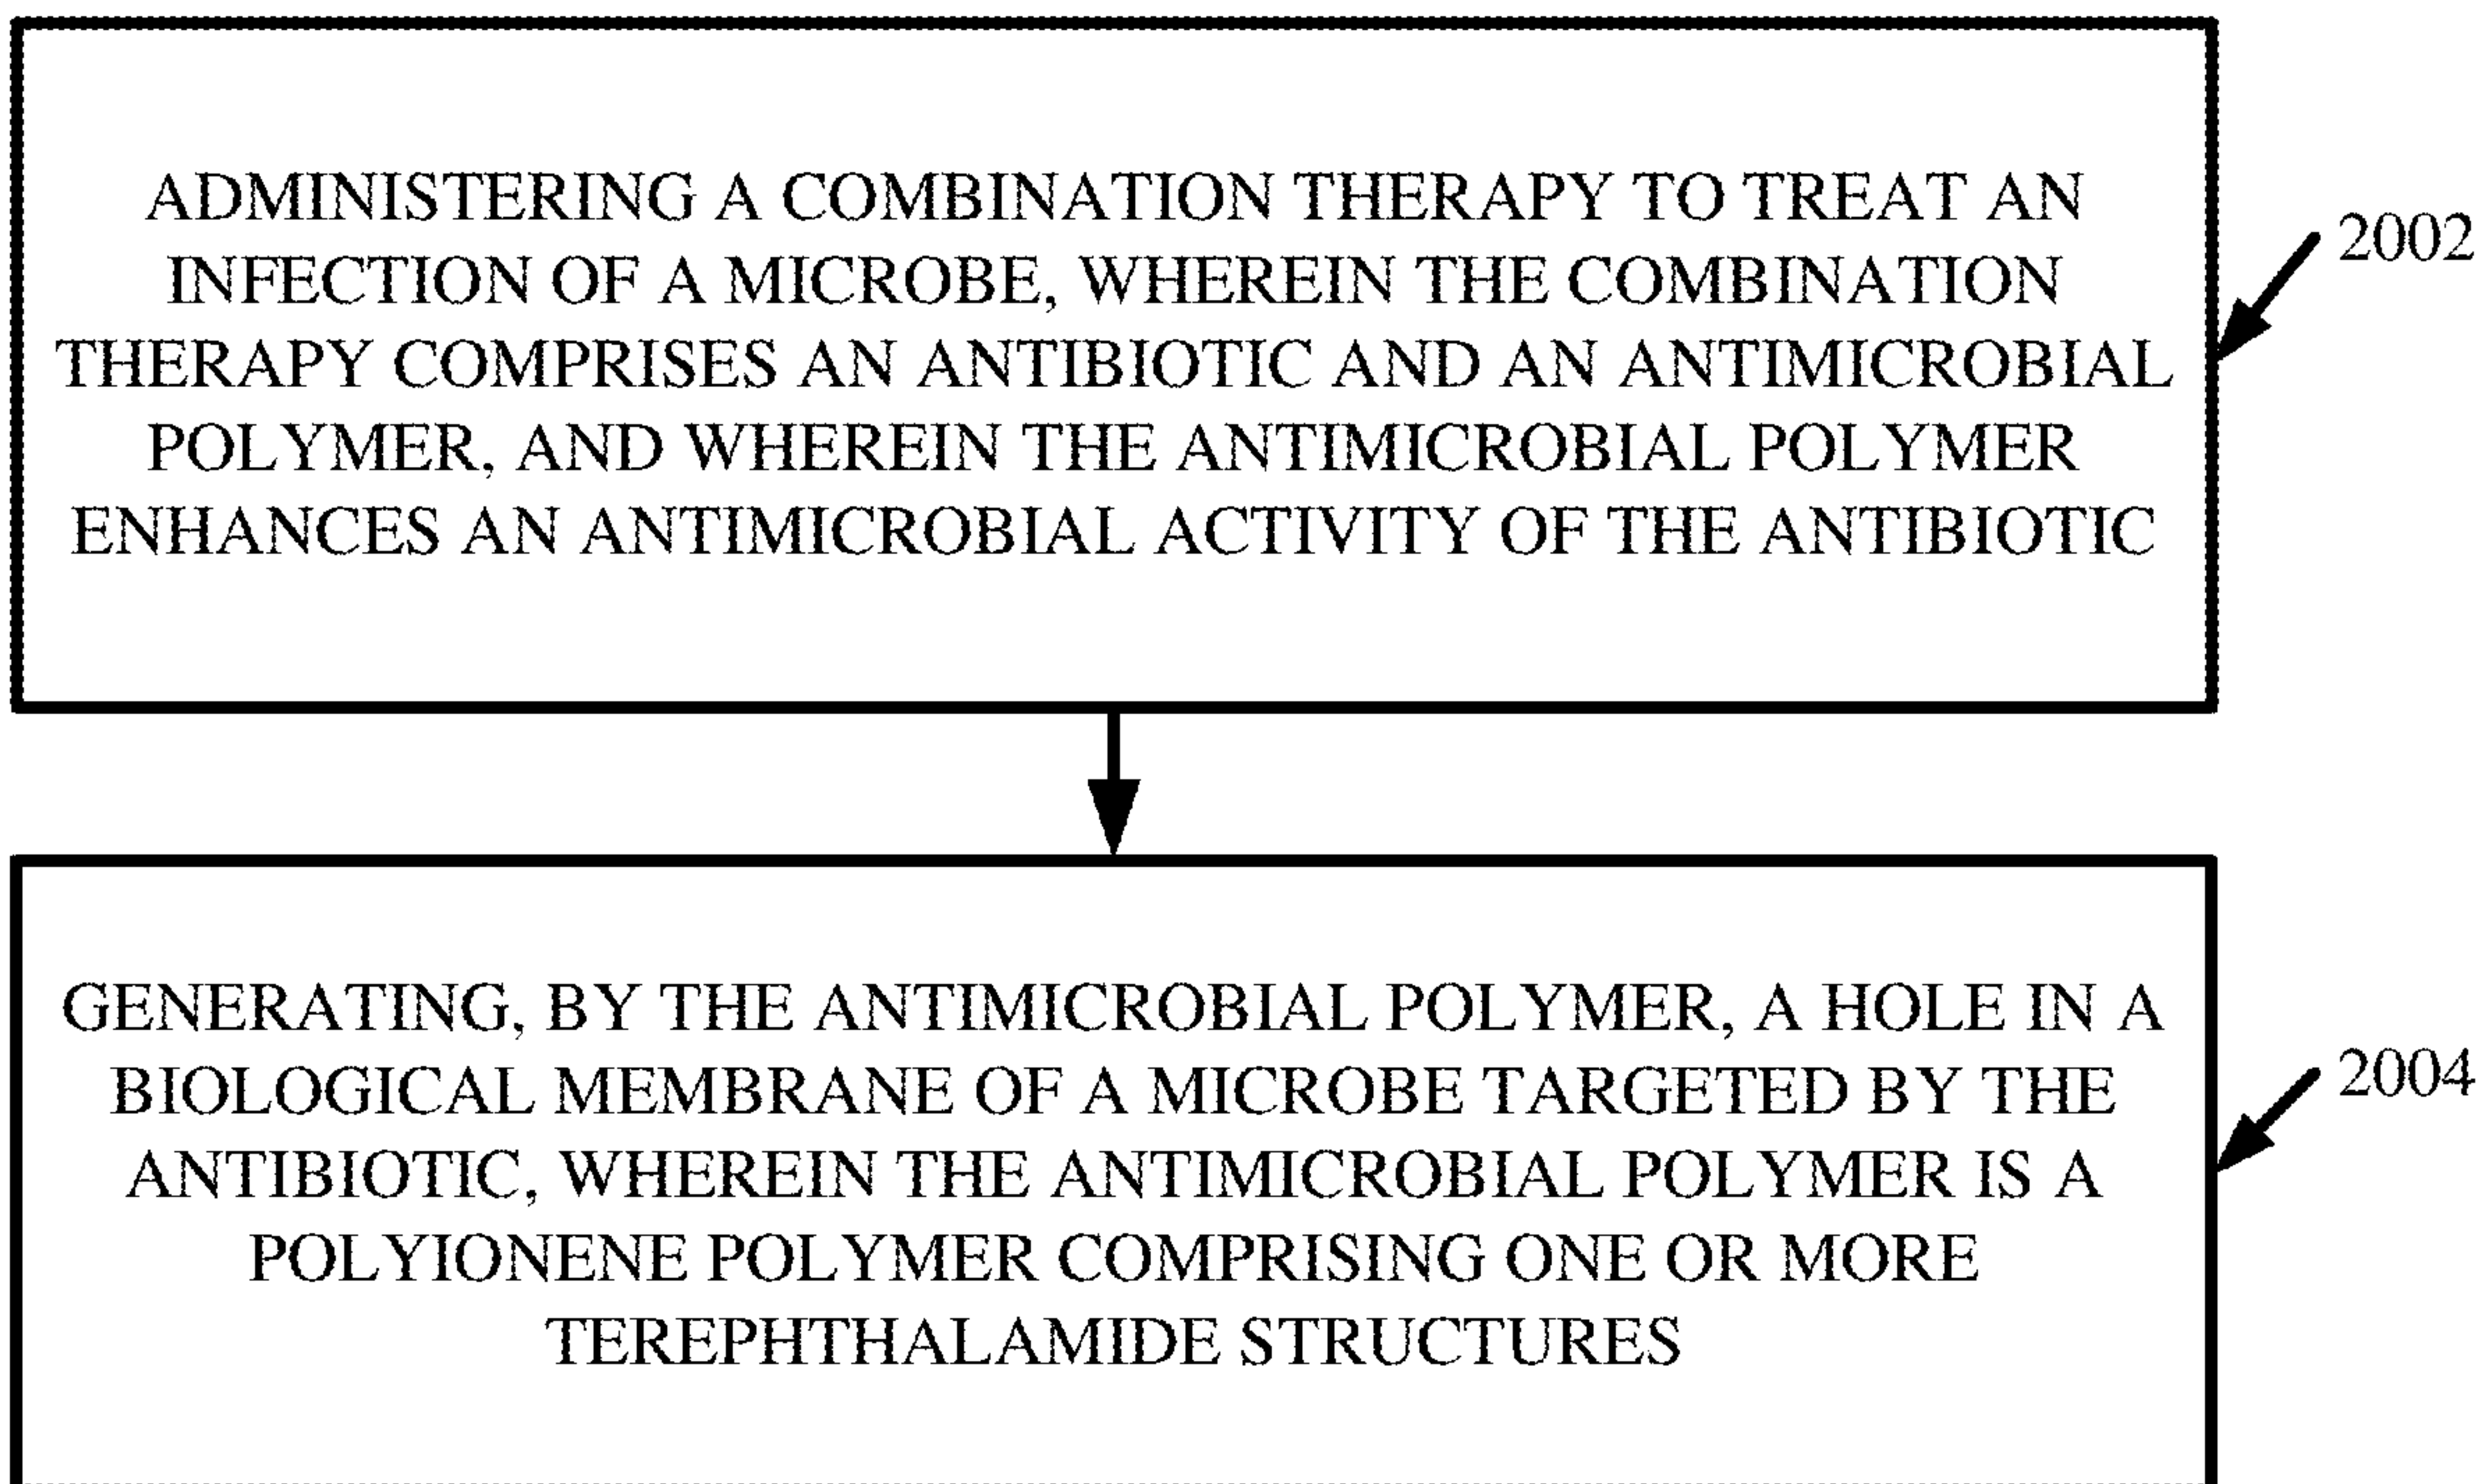 ADMINISTERING A COMBINATION THERAPY TO TREAT AN
INFECTION OF A MICROBE, WHEREIN THE COMBINATION
THERAPY COMPRISES AN ANTIBIOTIC AND AN ANTIMICROBIAL
POLYMER, AND WHEREIN THE ANTIMICROBIAL POLYMER
ENHANCES AN ANTIMICROBIAL ACTIVITY OF THE ANTIBIOTIC
2002
GENERATING, BY THE ANTIMICROBIAL POLYMER, A HOLE IN A
BIOLOGICAL MEMBRANE OF A MICROBE TARGETED BY THE
ANTIBIOTIC, WHEREIN THE ANTIMICROBIAL POLYMER IS A
POLYIONENE POLYMER COMPRISING ONE OR MORE
TEREPHTHALAMIDE STRUCTURES
2004